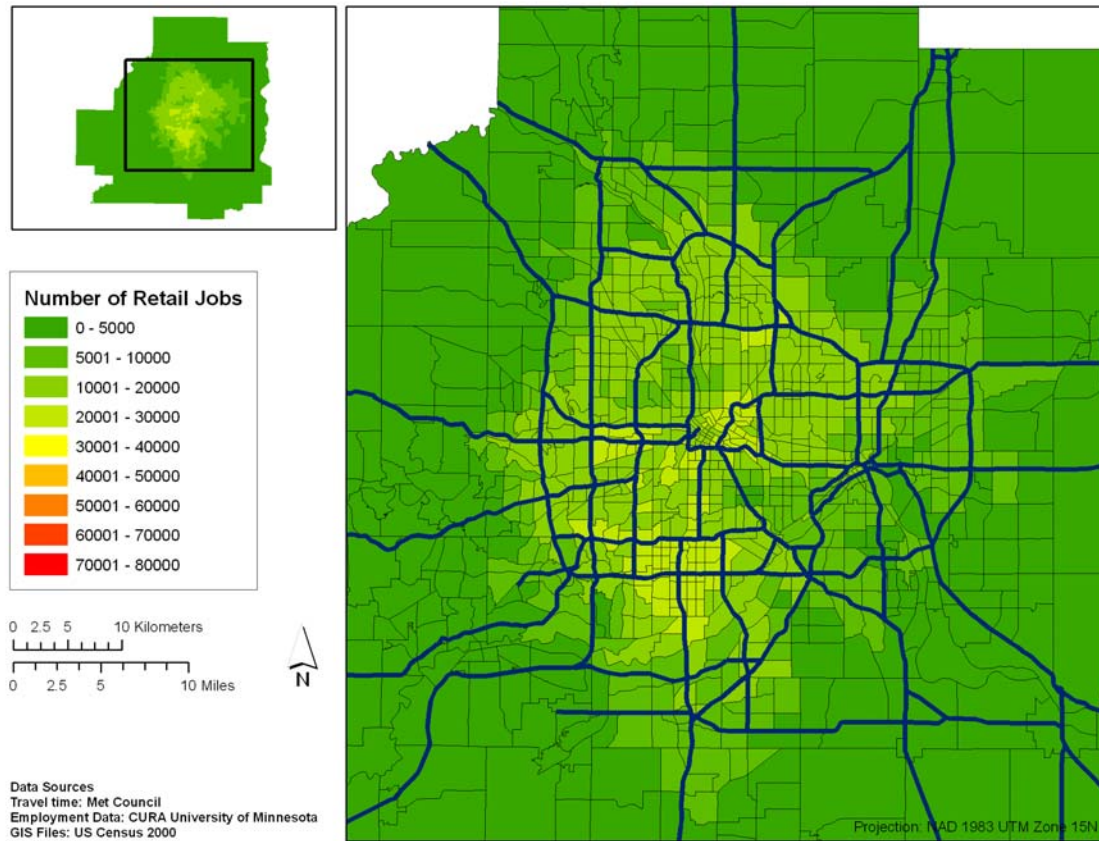 Number of Retail Jobs
0 - 5000
5001 - 10000
10001 - 20000
20001 - 30000
30001 - 40000
40001 - 50000
50001 - 60000
60001 - 70000
70001 - 80000
0 2.5 5 10 Kilometers
0 2.5 5 10 Miles
N
Data Sources
Travel time: Met Council
Employment Data: CURA University of Minnesota
GIS Files: US Census 2000
Projection: NAD 1983 UTM Zone 15N